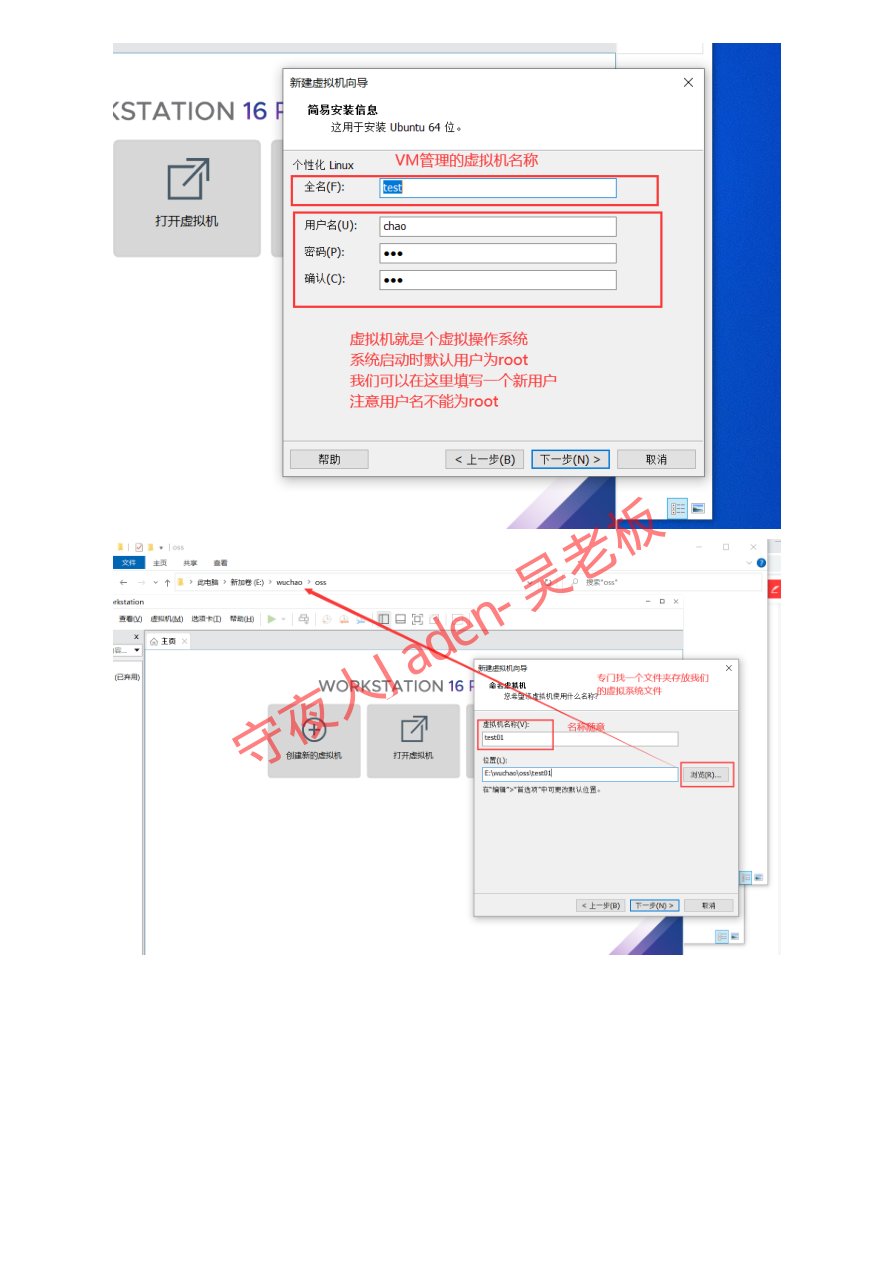 新建虚拟机向导
简易安装信息
这用于安装 Ubuntu 64 位。
KSTATION 16 P
打开虚拟机
个性化 Linux
VM管理的虚拟机名称
全名(F):
test
用户名(U):
chao
密码(P):
●●●
确认(C):
●●●
虚拟机就是个虚拟操作系统
系统启动时默认用户为root
我们可以在这里填写一个新用户
注意用户名不能为root
帮助
< 上一步(B)
下一步(N) >
取消
oss
文件 主页 共享 查看
此电脑 > 新加卷 (E:) > wuchao > oss
搜索"oss"
rkstation
查看(V) 虚拟机(M) 选项卡(T) 帮助(H)
主页
(已弃用)
WORKSTATION 16 P
创建新的虚拟机
打开虚拟机
新建虚拟机向导
命名虚拟机
您希望该虚拟机使用什么名称?
专门找一个文件夹存放我们
的虚拟系统文件
虚拟机名称(V):
名称随意
test01
位置(L):
E:\wuchao\oss\test01
浏览(R)...
在"编辑">"首选项"中可更改默认位置。
< 上一步(B)
下一步(N) >
取消
守夜人Jaden-吴老板